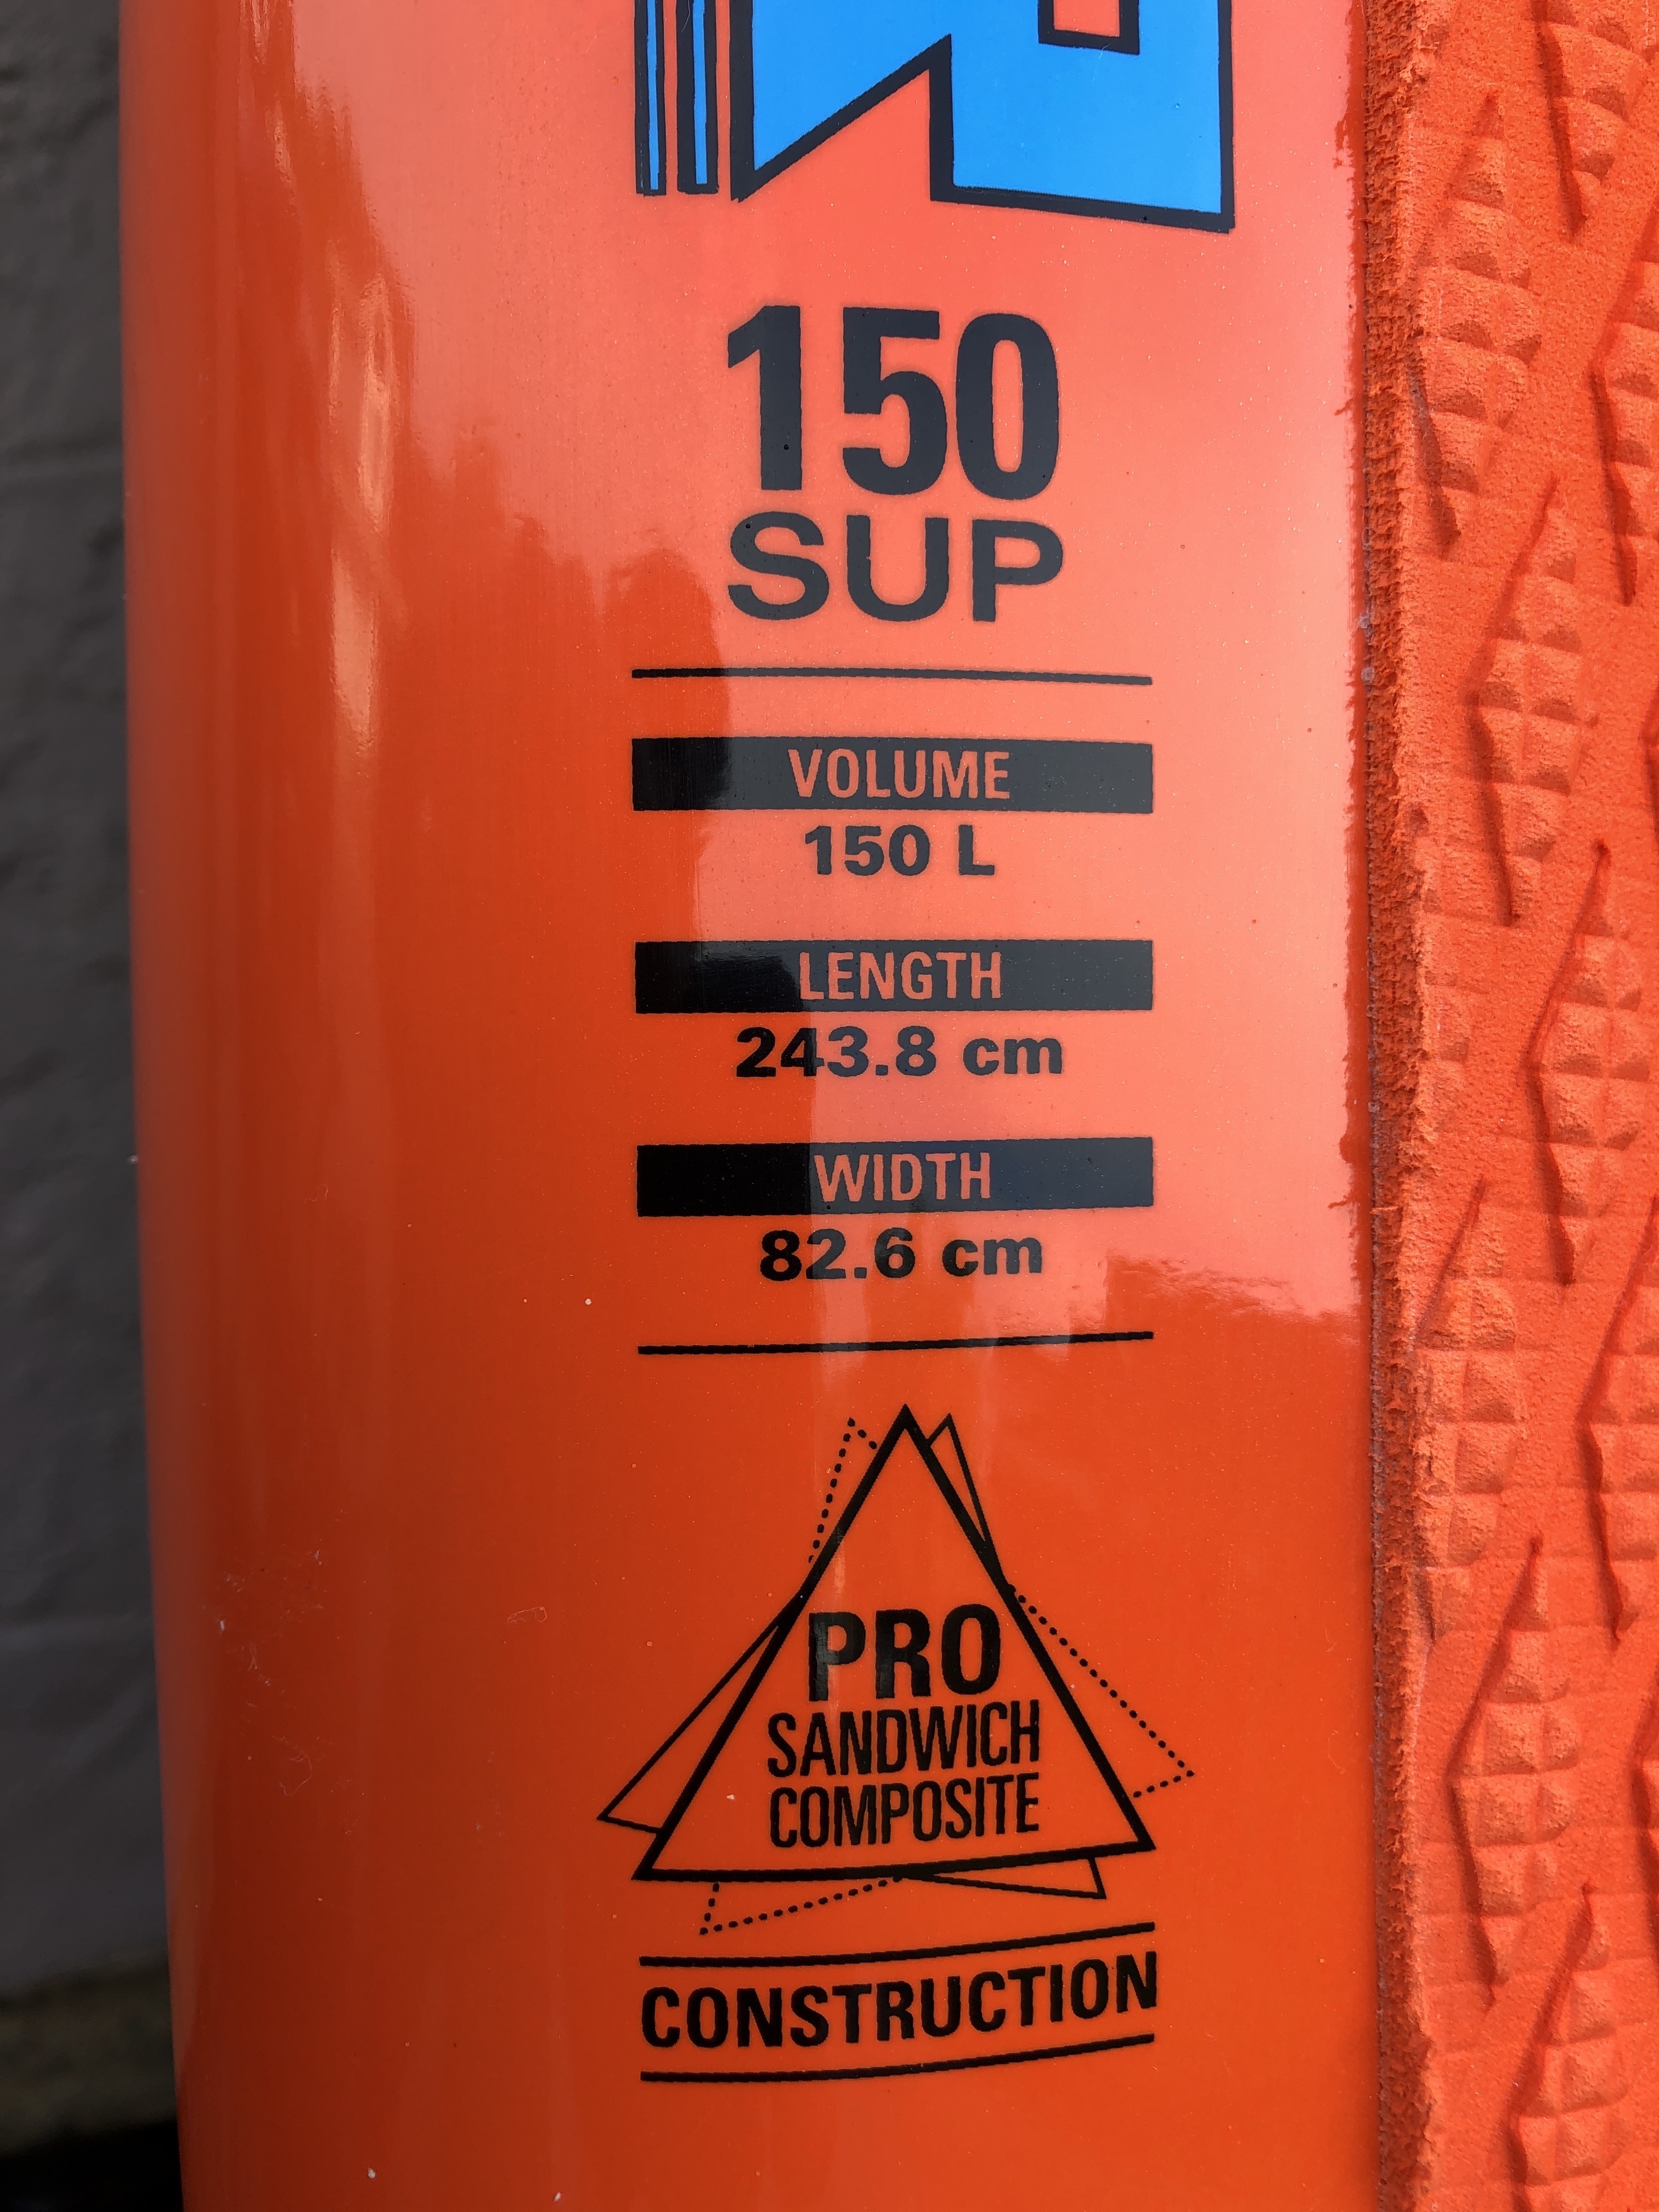 150
SUP
VOLUME
150 L
LENGTH
243.8 cm
WIDTH
82.6 cm
PRO
SANDWICH
COMPOSITE
CONSTRUCTION